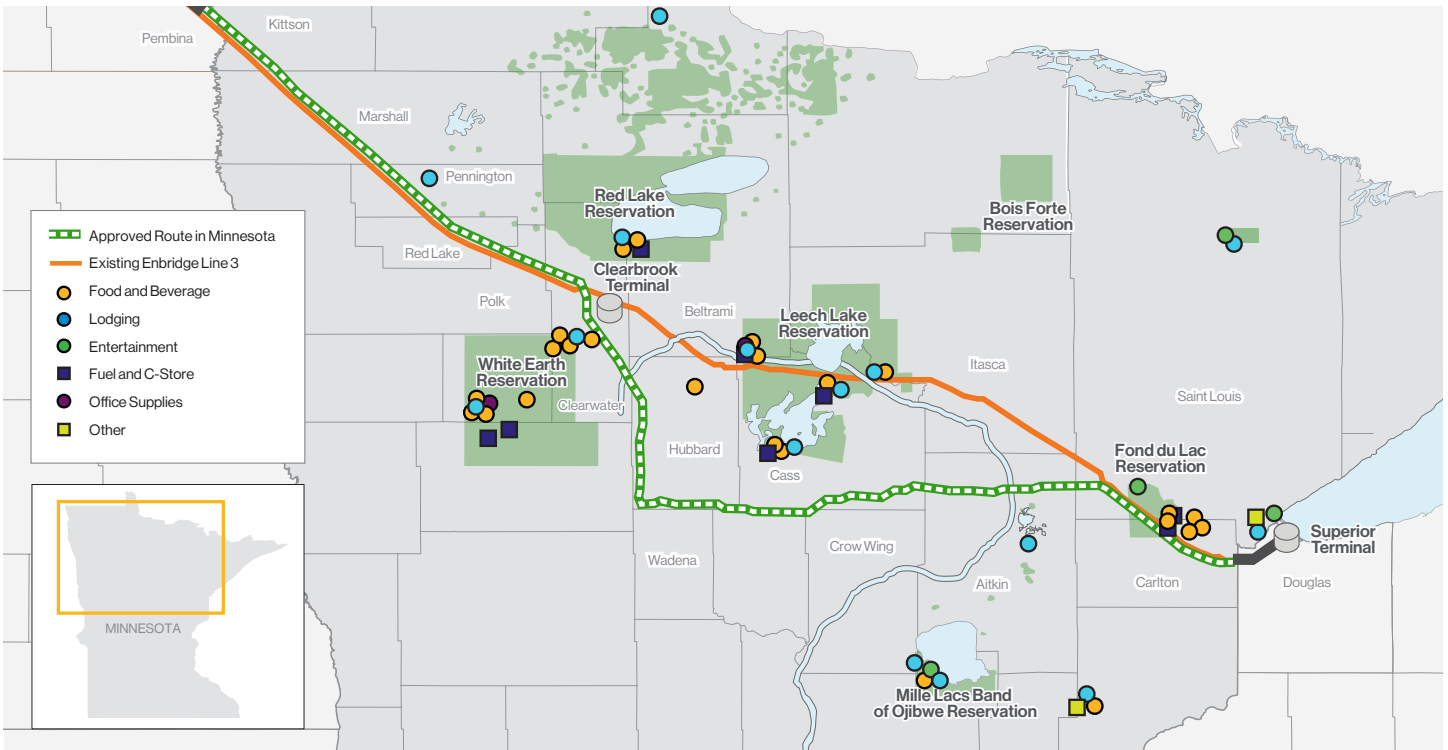 Kittson
Pembina
Marshall
Pennington
Red Lake
Reservation
Bois Forte
Reservation
Approved Route in Minnesota
Existing Enbridge Line 3
Food and Beverage
Lodging
Entertainment
Fuel and C-Store
Office Supplies
Other
Red Lake
Clearbrook
Terminal
Polk
Beltrami
Leech Lake
Reservation
White Earth
Reservation
Itasca
Clearwater
Saint Louis
Hubbard
Cass
Fond du Lac
Reservation
Superior
Terminal
Wadena
Crow Wing
Aitkin
Carlton
Douglas
MINNESOTA
Mille Lacs Band
of Ojibwe Reservation